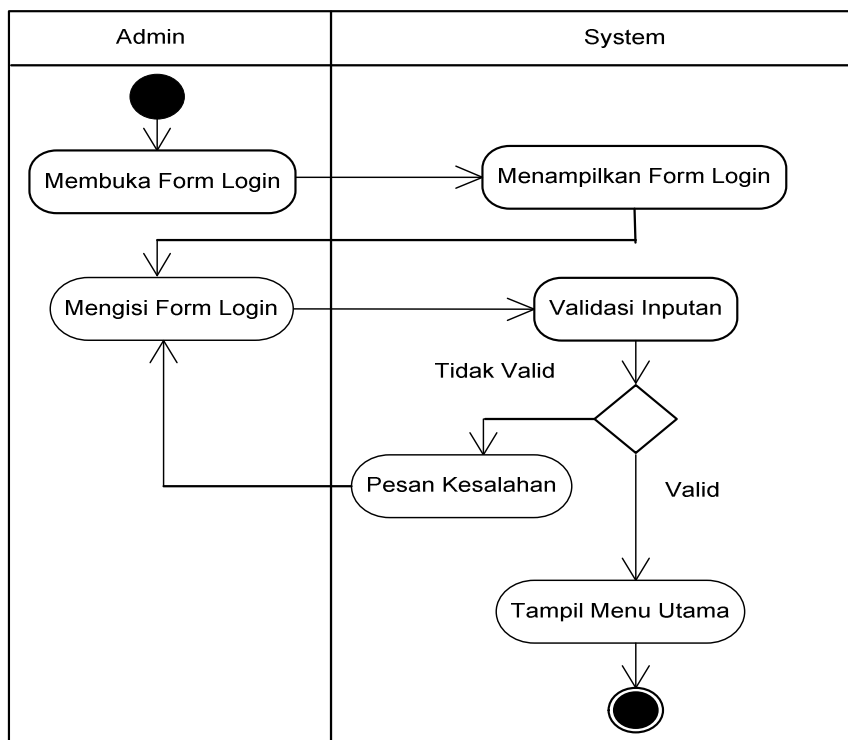 Admin
System
Membuka Form Login
Menampilkan Form Login
Mengisi Form Login
Validasi Inputan
Tidak Valid
Pesan Kesalahan
Valid
Tampil Menu Utama